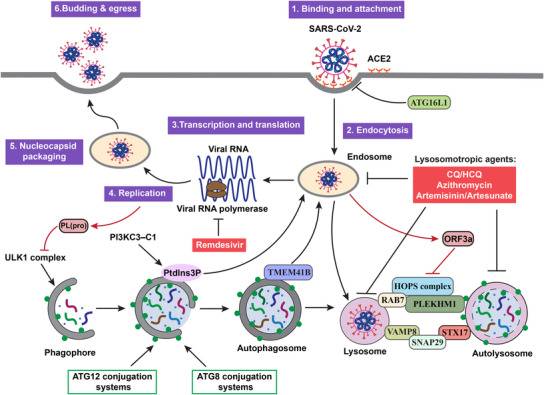 6.Budding & egress
1. Binding and attachment
SARS-CoV-2
ACE2
ATG16L1
3.Transcription and translation
2. Endocytosis
5. Nucleocapsid
packaging
Viral RNA
Endosome
Lysosomotropic agents:
CQ/HCQ
Azithromycin
Artemisinin/Artesunate
4. Replication
Viral RNA polymerase
PL(pro)
PI3KC3–C1
Remdesivir
ORF3a
ULK1 complex
PtdIns3P
TMEM41B
HOPS complex
RAB7
PLEKHM1
VAMP8
STX17
SNAP29
Phagophore
Autophagosome
Lysosome
Autolysosome
ATG12 conjugation
systems
ATG8 conjugation
systems